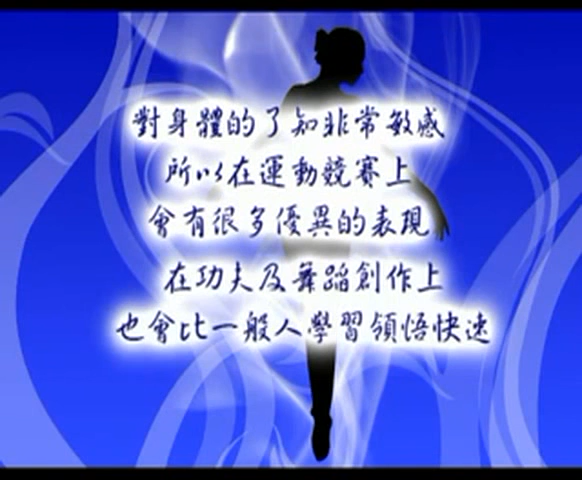 對身體的了知非常敏感
所以在運動競賽上
會有很多優異的表現
在功夫及舞蹈創作上
也會比一般人學習領悟快速